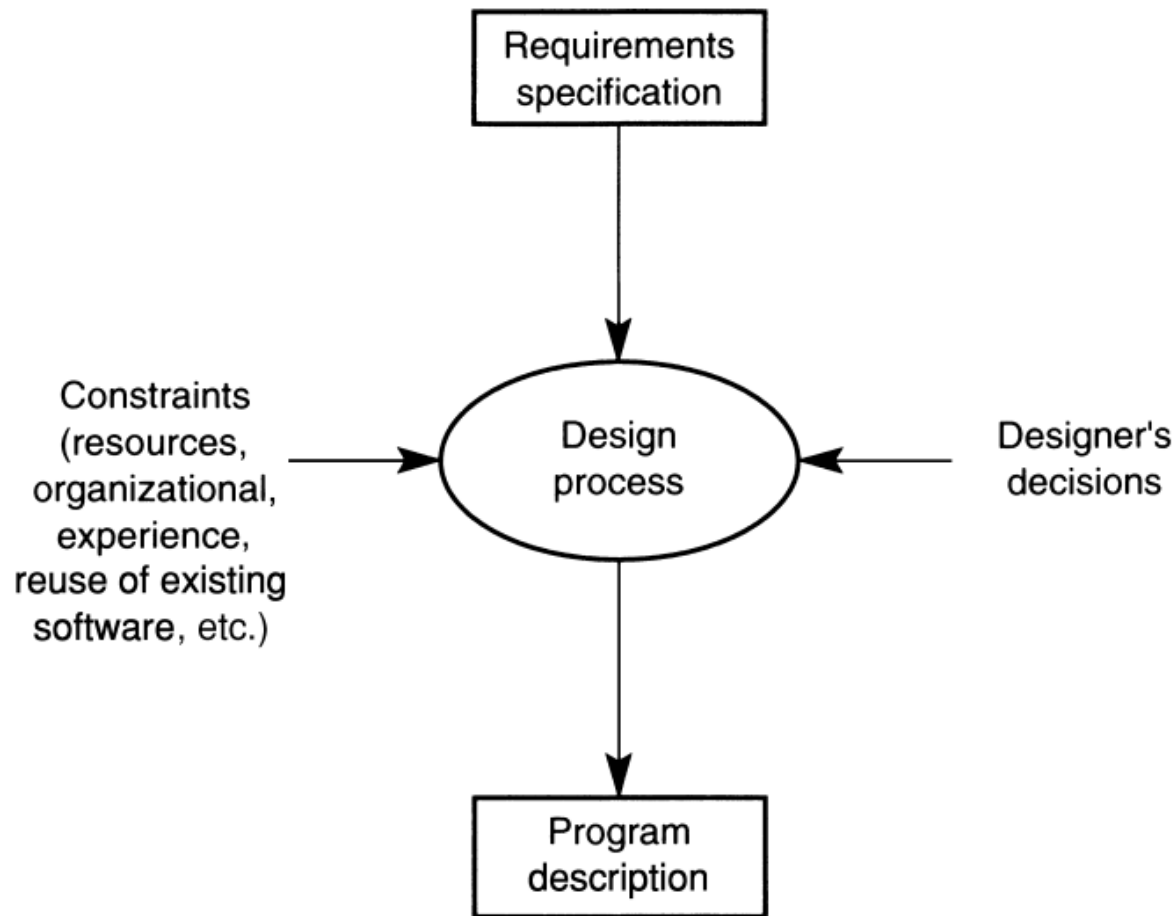 Requirements
specification
Constraints
(resources,
organizational,
experience,
reuse of existing
software, etc.)
Design
process
Designer's
decisions
Program
description